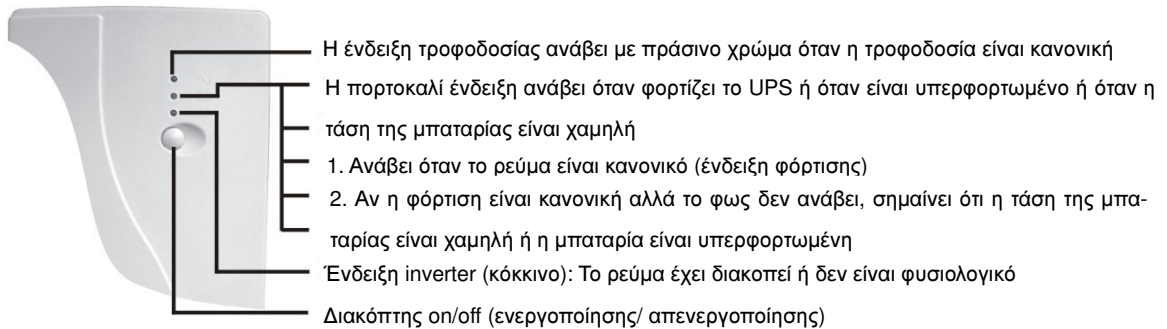 Η ένδειξη τροφοδοσίας ανάβει με πράσινο χρώμα όταν η τροφοδοσία είναι κανονική
Η πορτοκαλί ένδειξη ανάβει όταν φορτίζει το UPS ή όταν είναι υπερφορτωμένο ή όταν η
τάση της μπαταρίας είναι χαμηλή
1. Ανάβει όταν το ρεύμα είναι κανονικό (ένδειξη φόρτισης)
2. Αν η φόρτιση είναι κανονική αλλά το φως δεν ανάβει, σημαίνει ότι η τάση της μπα-
ταρίας είναι χαμηλή ή η μπαταρία είναι υπερφορτωμένη
Ένδειξη inverter (κόκκινο): Το ρεύμα έχει διακοπεί ή δεν είναι φυσιολογικό
Διακόπτης on/off (ενεργοποίησης/ απενεργοποίησης)